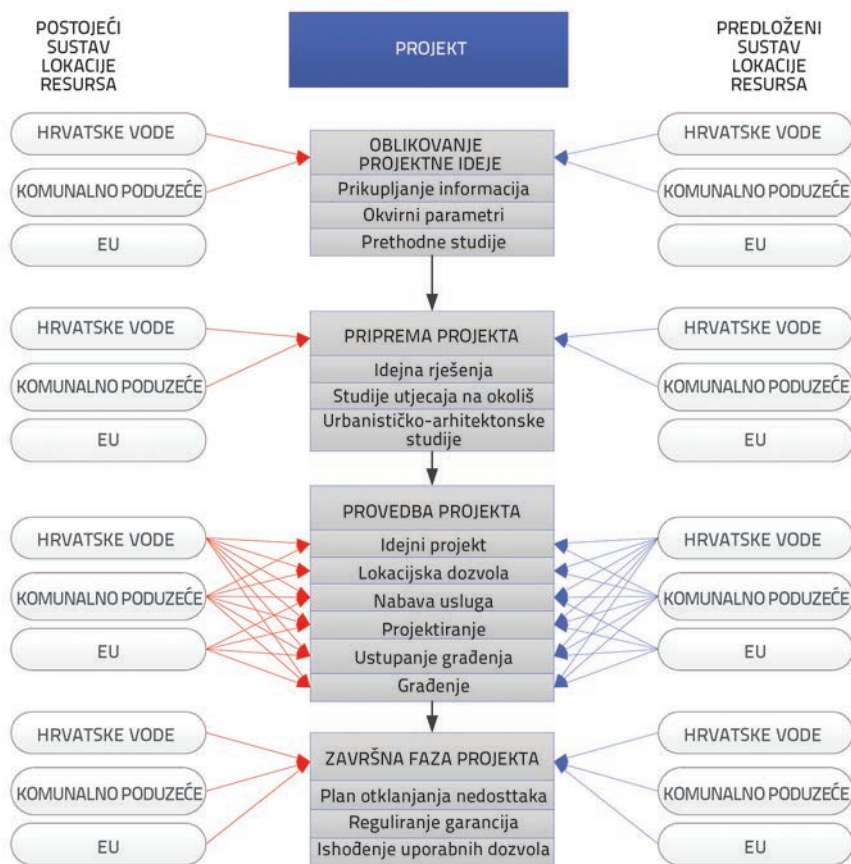 POSTOJEĆI
SUSTAV
LOKACIJE
RESURSA
PROJEKT
PREDLOŽENI
SUSTAV
LOKACIJE
RESURSA
HRVATSKE VODE
KOMUNALNO PODUZEĆE
EU
OBLIKOVANJE
PROJEKTNE IDEJE
Prikupljanje informacija
Okvirni parametri
Prethodne studije
HRVATSKE VODE
KOMUNALNO PODUZEĆE
EU
HRVATSKE VODE
KOMUNALNO PODUZEĆE
EU
PRIPREMA PROJEKTA
Idejna rješenja
Studije utjecaja na okoliš
Urbanističko-arhitektonske
studije
HRVATSKE VODE
KOMUNALNO PODUZEĆE
EU
HRVATSKE VODE
KOMUNALNO PODUZEĆE
EU
PROVEDBA PROJEKTA
Idejni projekt
Lokacijska dozvola
Nabava usluga
Projektiranje
Ustupanje građenja
Građenje
HRVATSKE VODE
KOMUNALNO PODUZEĆE
EU
HRVATSKE VODE
KOMUNALNO PODUZEĆE
EU
ZAVRŠNA FAZA PROJEKTA
Plan otklanjanja nedosttaka
Reguliranje garancija
Ishođenje uporabnih dozvola
HRVATSKE VODE
KOMUNALNO PODUZEĆE
EU